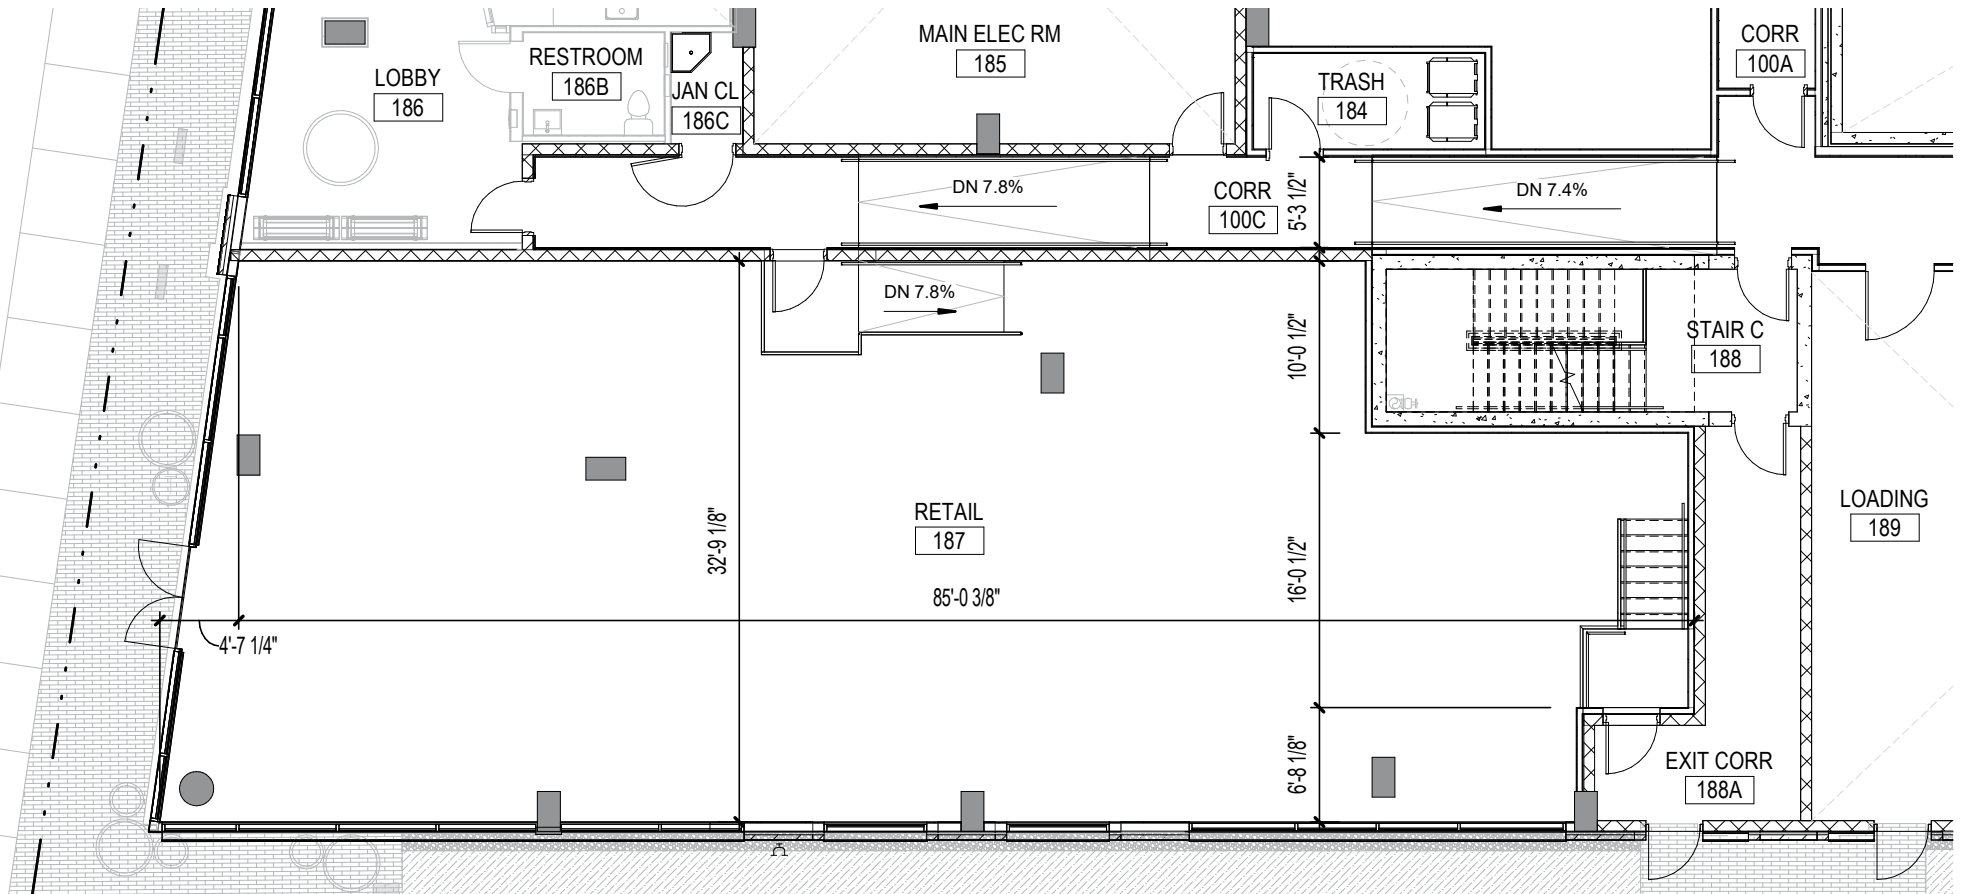 MAIN ELEC RM
185
CORR
100A
RESTROOM
186B
LOBBY
186
JAN CL
186C
TRASH
184
DN 7.8%
CORR
100C
5'-3 1/2"
DN 7.4%
DN 7.8%
10'-0 1/2"
STAIR C
188
RETAIL
187
LOADING
189
32'-9 1/8"
16'-0 1/2"
85'-0 3/8"
4'-7 1/4"
6'-8 1/8"
EXIT CORR
188A